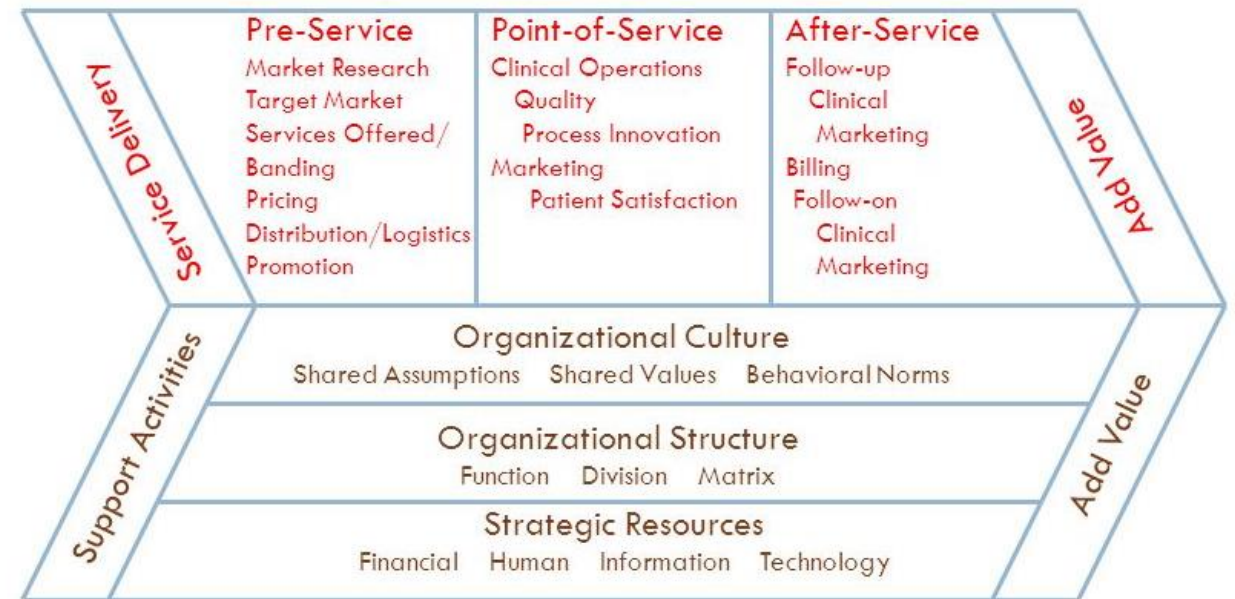 Service Delivery
Pre-Service
Market Research
Target Market
Services Offered/
Banding
Pricing
Distribution/Logistics
Promotion
Point-of-Service
Clinical Operations
Quality
Process Innovation
Marketing
Patient Satisfaction
After-Service
Follow-up
Clinical
Marketing
Billing
Follow-on
Clinical
Marketing
Add Value
Support Activities
Organizational Culture
Shared Assumptions Shared Values Behavioral Norms
Organizational Structure
Function Division Matrix
Strategic Resources
Financial Human Information Technology
Add Value